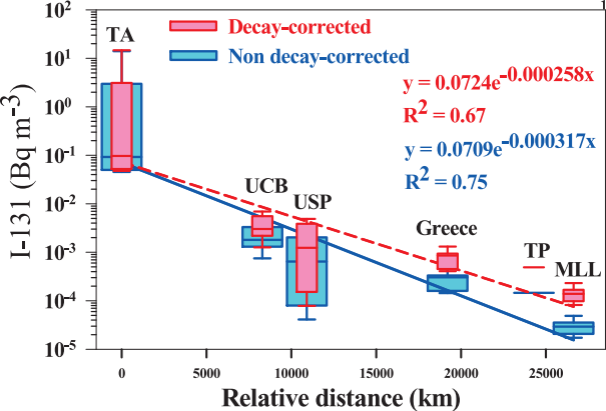 1
10²
10¹
10⁰
10⁻¹
10⁻²
10⁻³
10⁻⁴
10⁻⁵
I-131 (Bq m⁻³)
TA
Decay-corrected
Non decay-corrected
y = 0.0724e⁻⁰·⁰⁰⁰²⁵⁸ˣ
R² = 0.67
y = 0.0709e⁻⁰·⁰⁰⁰³¹⁷ˣ
R² = 0.75
UCB
USP
Greece
TP
MLL
0 5000 10000 15000 20000 25000
Relative distance (km)